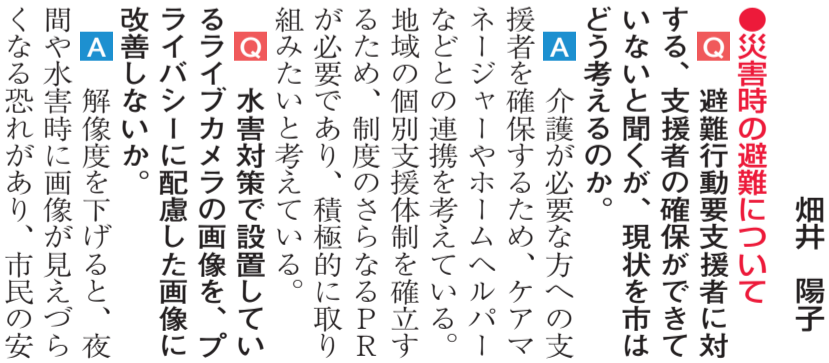 畑井 陽子
●災害時の避難について
Q 避難行動要支援者に対
する、支援者の確保ができて
いないと聞くが、現状を市は
どう考えるのか。
A 介護が必要な方への支
援者を確保するため、ケアマ
ネージャーやホームヘルパー
などとの連携を考えている。
地域の個別支援体制を確立す
るため、制度のさらなるPR
が必要であり、積極的に取り
組みたいと考えている。
Q 水害対策で設置してい
るライブカメラの画像を、プ
ライバシーに配慮した画像に
改善しないか。
A 解像度を下げると、夜
間や水害時に画像が見えづら
くなる恐れがあり、市民の安